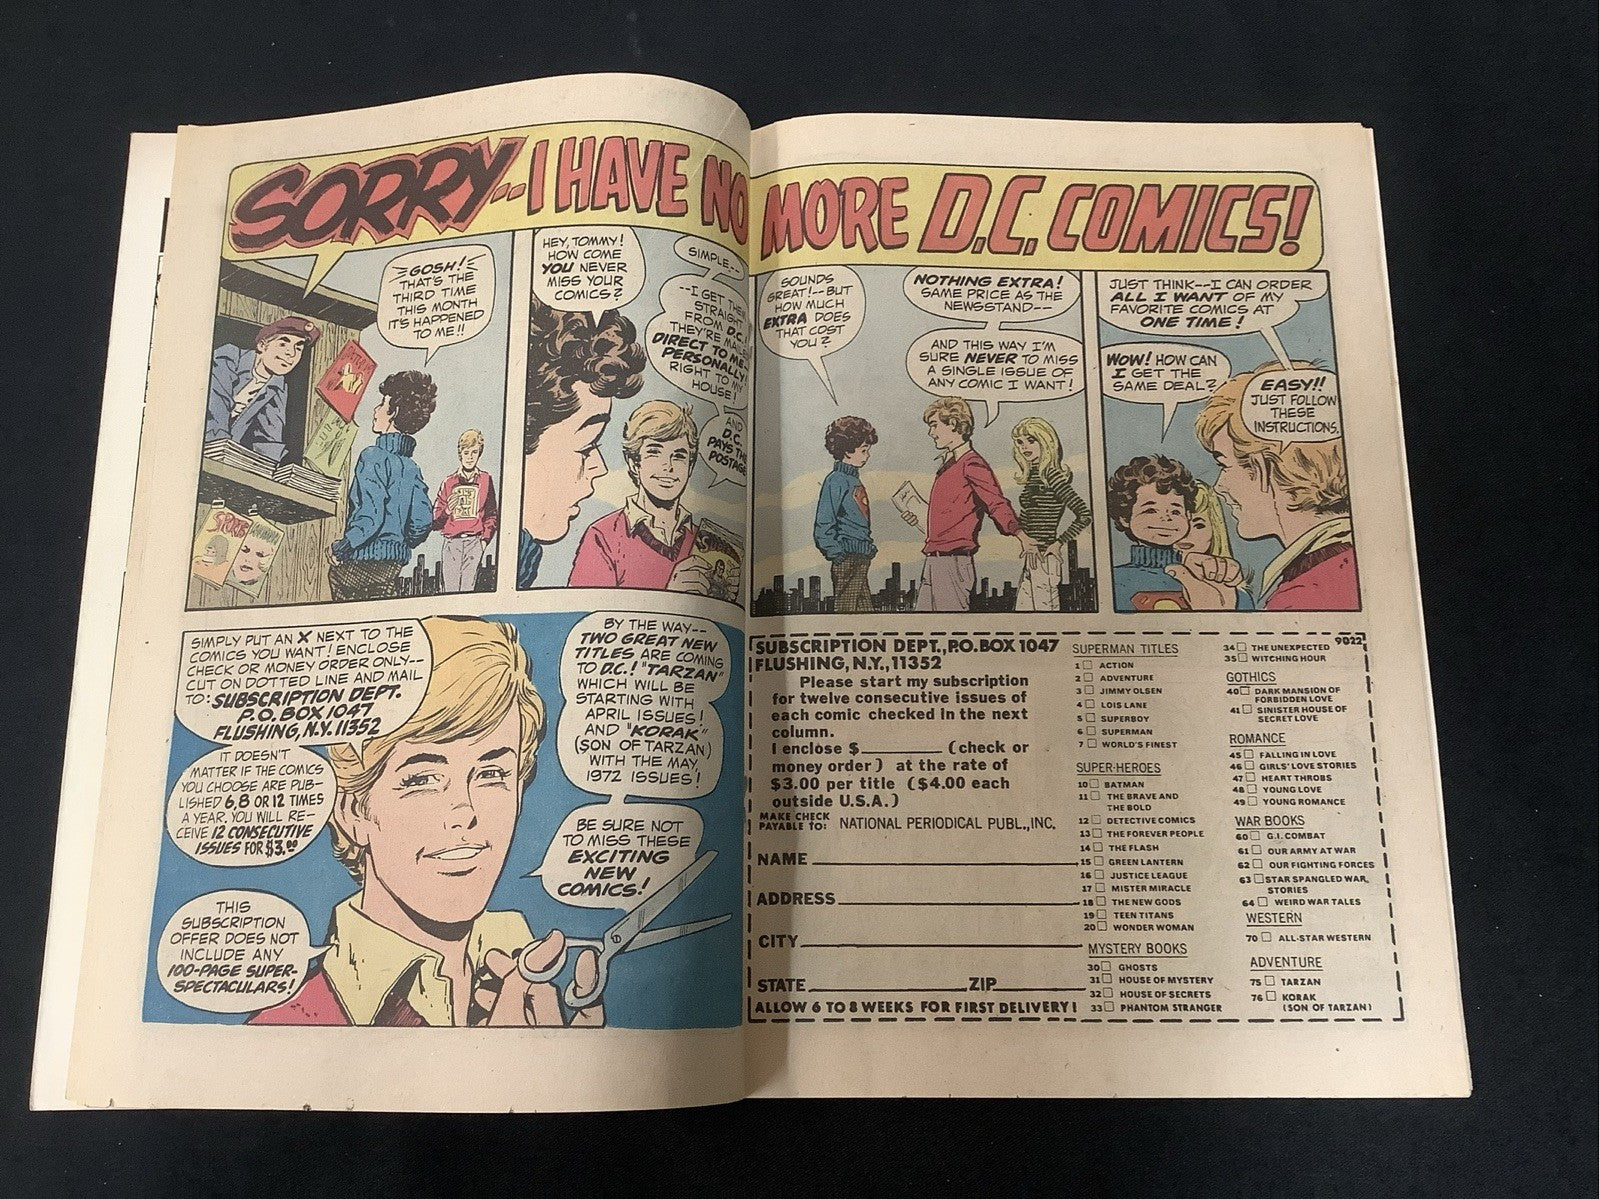 SORRY--I HAVE NO MORE D.C. COMICS!
GOSH!
THAT'S THE
THIRD TIME
THIS MONTH
IT'S HAPPENED
TO ME!!
SPORTS
HEY, TOMMY!
HOW COME
YOU NEVER
MISS YOUR
COMICS?
SIMPLE,--
--I GET THEM
STRAIGHT
FROM D.C.!
THEY'RE MAILED
DIRECT TO ME--
PERSONALLY!
RIGHT TO MY
HOUSE!
AND
D.C.
PAYS THE
POSTAGE
SOUNDS
GREAT!--BUT
HOW MUCH
EXTRA DOES
THAT COST
YOU?
NOTHING EXTRA!
SAME PRICE AS THE
NEWSSTAND--
AND THIS WAY I'M
SURE NEVER TO MISS
A SINGLE ISSUE OF
ANY COMIC I WANT!
JUST THINK--I CAN ORDER
ALL I WANT OF MY
FAVORITE COMICS AT
ONE TIME!
WOW! HOW CAN
I GET THE
SAME DEAL?
EASY!!
JUST FOLLOW
THESE
INSTRUCTIONS.
SIMPLY PUT AN X NEXT TO THE
COMICS YOU WANT! ENCLOSE
CHECK OR MONEY ORDER ONLY--
CUT ON DOTTED LINE AND MAIL
TO: SUBSCRIPTION DEPT.
P.O. BOX 1047
FLUSHING, N.Y. 11352
IT DOESN'T
MATTER IF THE COMICS
YOU CHOOSE ARE PUB-
LISHED 6, 8 OR 12 TIMES
A YEAR. YOU WILL RE-
CEIVE 12 CONSECUTIVE
ISSUES FOR $3.00
THIS
SUBSCRIPTION
OFFER DOES NOT
INCLUDE ANY
100-PAGE SUPER-
SPECTACULARS!
BY THE WAY--
TWO GREAT NEW
TITLES ARE COMING
TO D.C.! "TARZAN"
WHICH WILL BE
STARTING WITH
APRIL ISSUES!
AND "KORAK"
(SON OF TARZAN)
WITH THE MAY,
1972 ISSUES!
BE SURE NOT
TO MISS THESE
EXCITING
NEW
COMICS!
SUBSCRIPTION DEPT., P.O. BOX 1047
FLUSHING, N.Y., 11352
Please start my subscription
for twelve consecutive issues of
each comic checked in the next
column.
I enclose $________ (check or
money order) at the rate of
$3.00 per title ($4.00 each
outside U.S.A.)
MAKE CHECK
PAYABLE TO: NATIONAL PERIODICAL PUBL., INC.
NAME
ADDRESS
CITY
STATE ZIP
ALLOW 6 TO 8 WEEKS FOR FIRST DELIVERY!
SUPERMAN TITLES
1 ACTION
2 ADVENTURE
3 JIMMY OLSEN
4 LOIS LANE
5 SUPERBOY
6 SUPERMAN
7 WORLD'S FINEST
SUPER-HEROES
10 BATMAN
11 THE BRAVE AND
THE BOLD
12 DETECTIVE COMICS
13 THE FOREVER PEOPLE
14 THE FLASH
15 GREEN LANTERN
16 JUSTICE LEAGUE
17 MISTER MIRACLE
18 THE NEW GODS
19 TEEN TITANS
20 WONDER WOMAN
MYSTERY BOOKS
30 GHOSTS
31 HOUSE OF MYSTERY
32 HOUSE OF SECRETS
33 PHANTOM STRANGER
9022
34 THE UNEXPECTED
35 WITCHING HOUR
GOTHICS
40 DARK MANSION OF
FORBIDDEN LOVE
41 SINISTER HOUSE OF
SECRET LOVE
ROMANCE
45 FALLING IN LOVE
46 GIRLS' LOVE STORIES
47 HEART THROBS
48 YOUNG LOVE
49 YOUNG ROMANCE
WAR BOOKS
60 G.I. COMBAT
61 OUR ARMY AT WAR
62 OUR FIGHTING FORCES
63 STAR SPANGLED WAR
STORIES
64 WEIRD WAR TALES
WESTERN
70 ALL-STAR WESTERN
ADVENTURE
75 TARZAN
76 KORAK
(SON OF TARZAN)